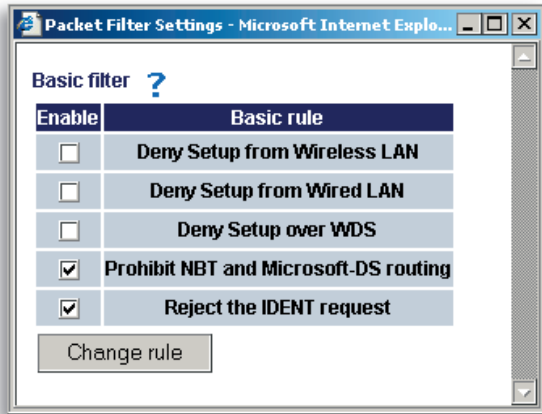 Packet Filter Settings - Microsoft Internet Explo...
Basic filter ?
Enable Basic rule
Deny Setup from Wireless LAN
Deny Setup from Wired LAN
Deny Setup over WDS
Prohibit NBT and Microsoft-DS routing
Reject the IDENT request
Change rule